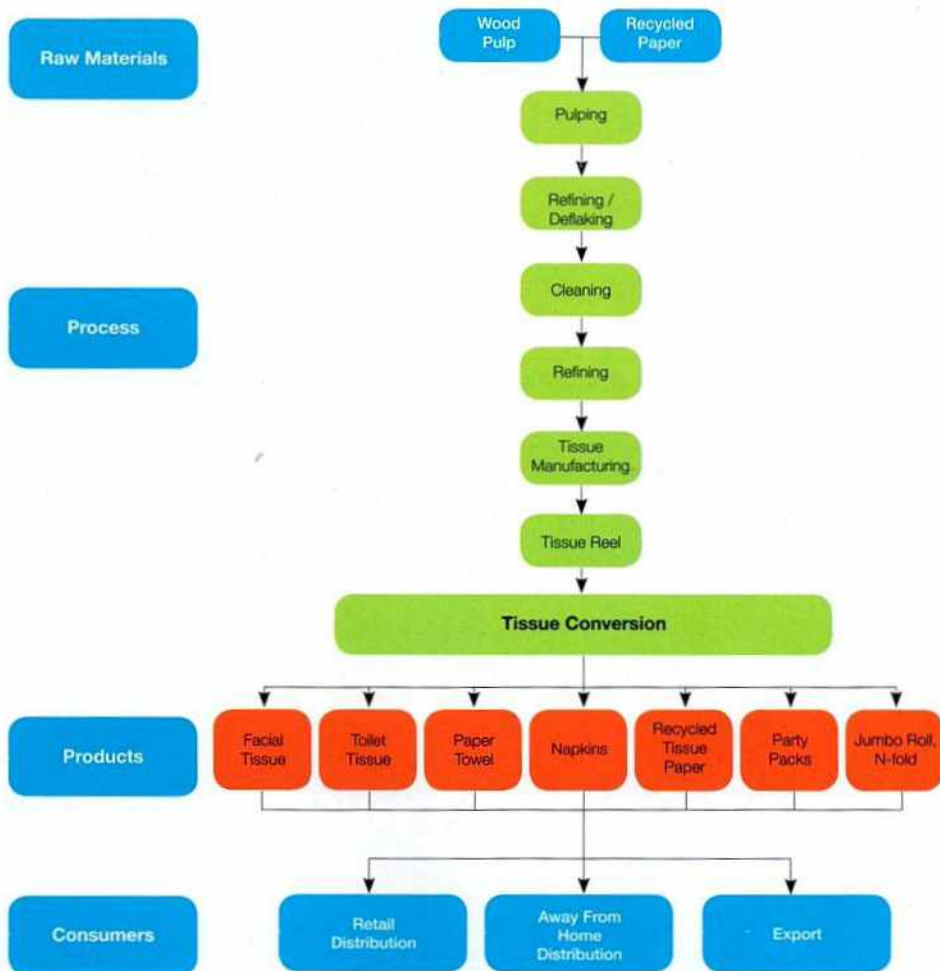 Raw Materials
Wood
Pulp
Recycled
Paper
Pulping
Refining /
Deflaking
Cleaning
Process
Refining
Tissue
Manufacturing
Tissue Reel
Tissue Conversion
Products
Facial
Tissue
Toilet
Tissue
Paper
Towel
Napkins
Recycled
Tissue
Paper
Party
Packs
Jumbo Roll,
N-fold
Consumers
Retail
Distribution
Away From
Home
Distribution
Export